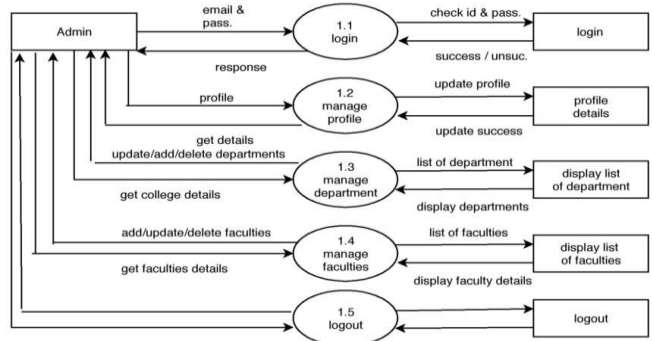 email &
pass.
Admin
1.1
login
check id & pass.
login
response
success / unsuc.
profile
1.2
manage
profile
update profile
profile
details
update success
get details
update/add/delete departments
1.3
manage
department
list of department
display list
of department
get college details
display departments
add/update/delete faculties
1.4
manage
faculties
list of faculties
display list
of faculties
get faculties details
display faculty details
1.5
logout
logout